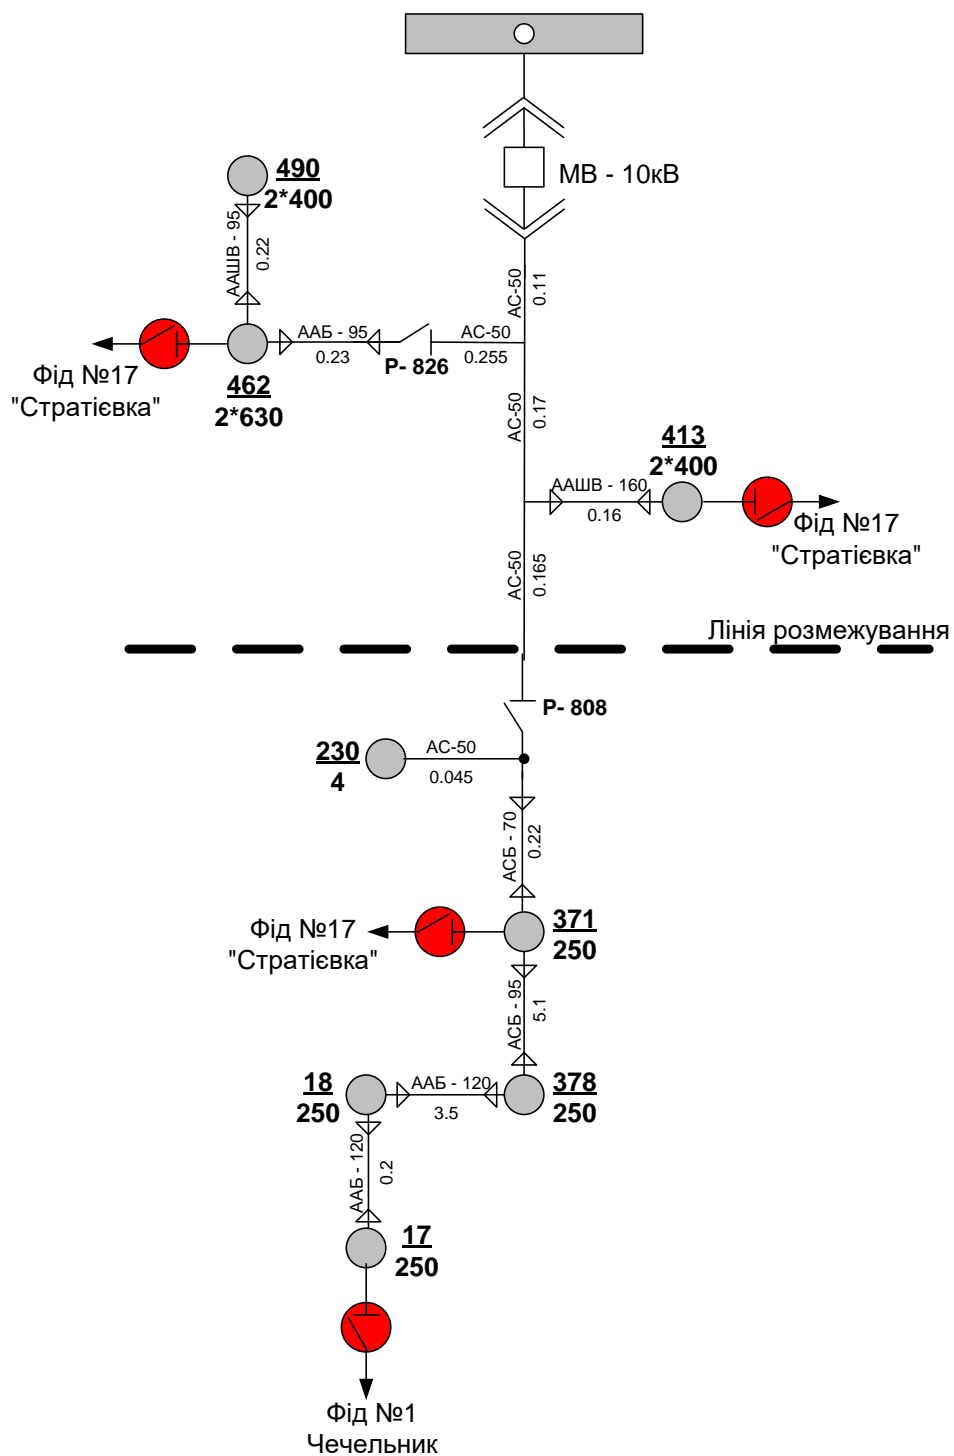 МВ - 10кВ
490
2*400
ААШВ - 95
0.22
АС-50
0.11
ААБ - 95
0.23
Р- 826
АС-50
0.255
Фід №17
"Стратієвка"
462
2*630
АС-50
0.17
413
2*400
ААШВ - 160
0.16
Фід №17
"Стратієвка"
АС-50
0.165
Лінія розмежування
Р- 808
230
4
АС-50
0.045
АСБ - 70
0.22
Фід №17
"Стратієвка"
371
250
АСБ - 95
5.1
18
250
ААБ - 120
3.5
378
250
ААБ - 120
0.2
17
250
Фід №1
Чечельник